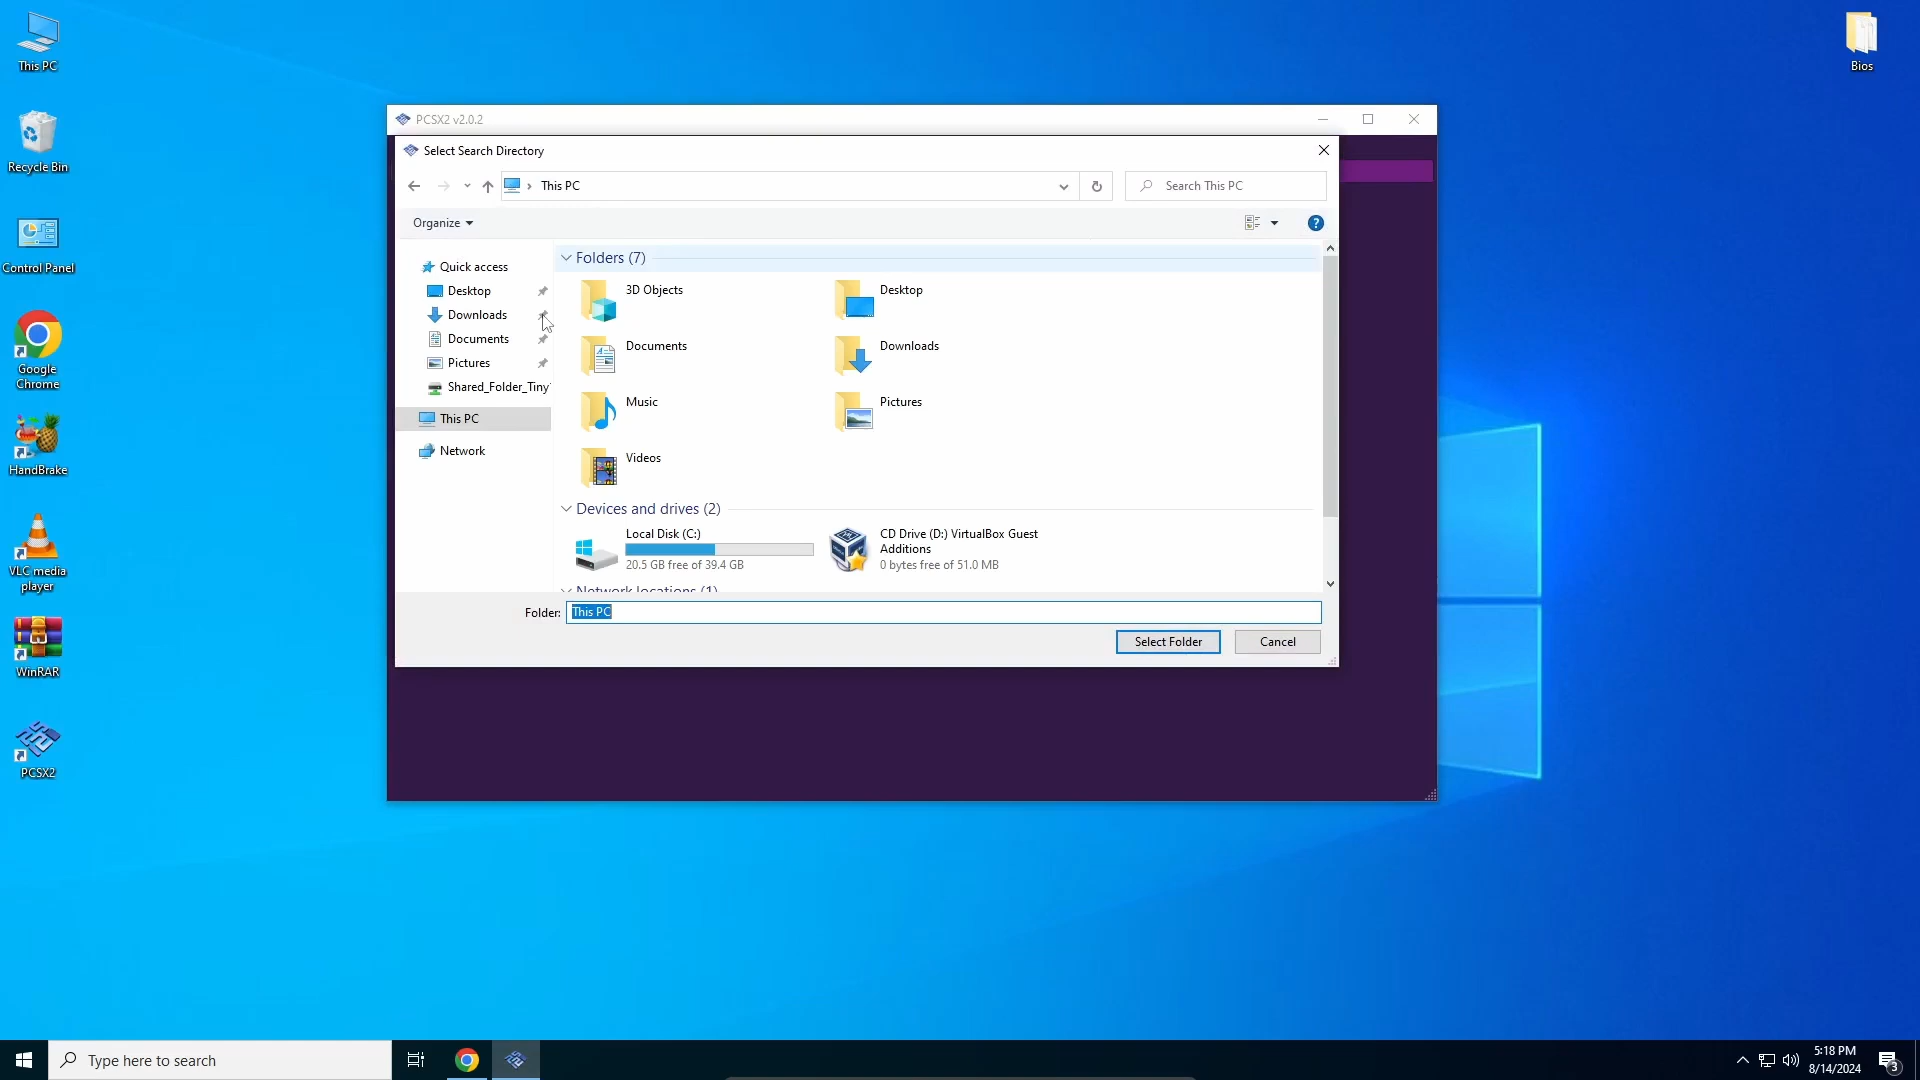 This PC
Recycle Bin
Control Panel
Google
Chrome
HandBrake
VLC media
player
WinRAR
PCSX2
Bios
PCSX2 v2.0.2
Select Search Directory
This PC
Search This PC
Organize
Quick access
Desktop
Downloads
Documents
Pictures
Shared_Folder_Tiny
This PC
Network
Folders (7)
3D Objects
Desktop
Documents
Downloads
Music
Pictures
Videos
Devices and drives (2)
Local Disk (C:)
20.5 GB free of 39.4 GB
CD Drive (D:) VirtualBox Guest
Additions
0 bytes free of 51.0 MB
Network locations (1)
Folder:
This PC
Select Folder
Cancel
Type here to search
5:18 PM
8/14/2024
3